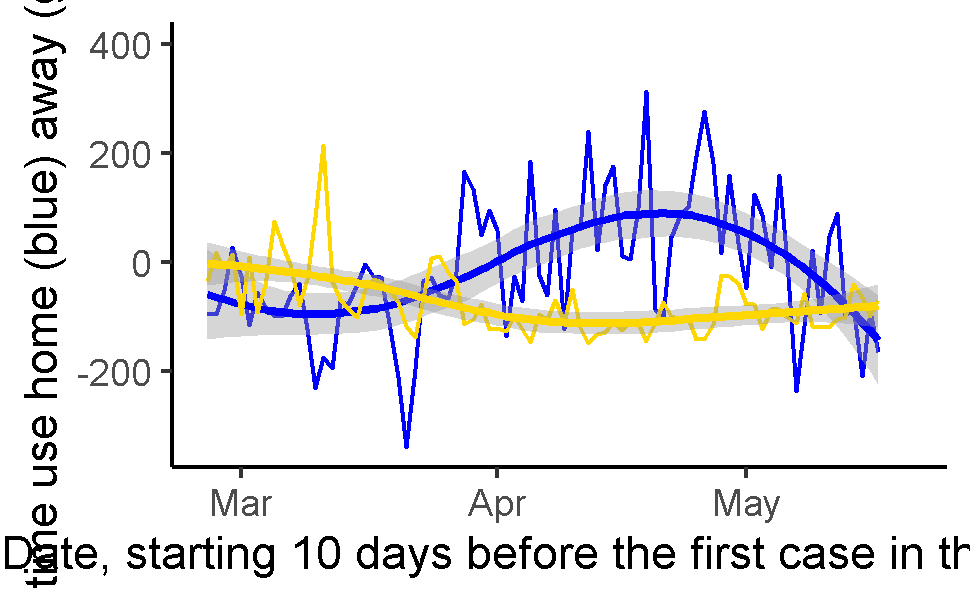 time use home (blue) away (
400
200
0
-200
Mar Apr May
Date, starting 10 days before the first case in th